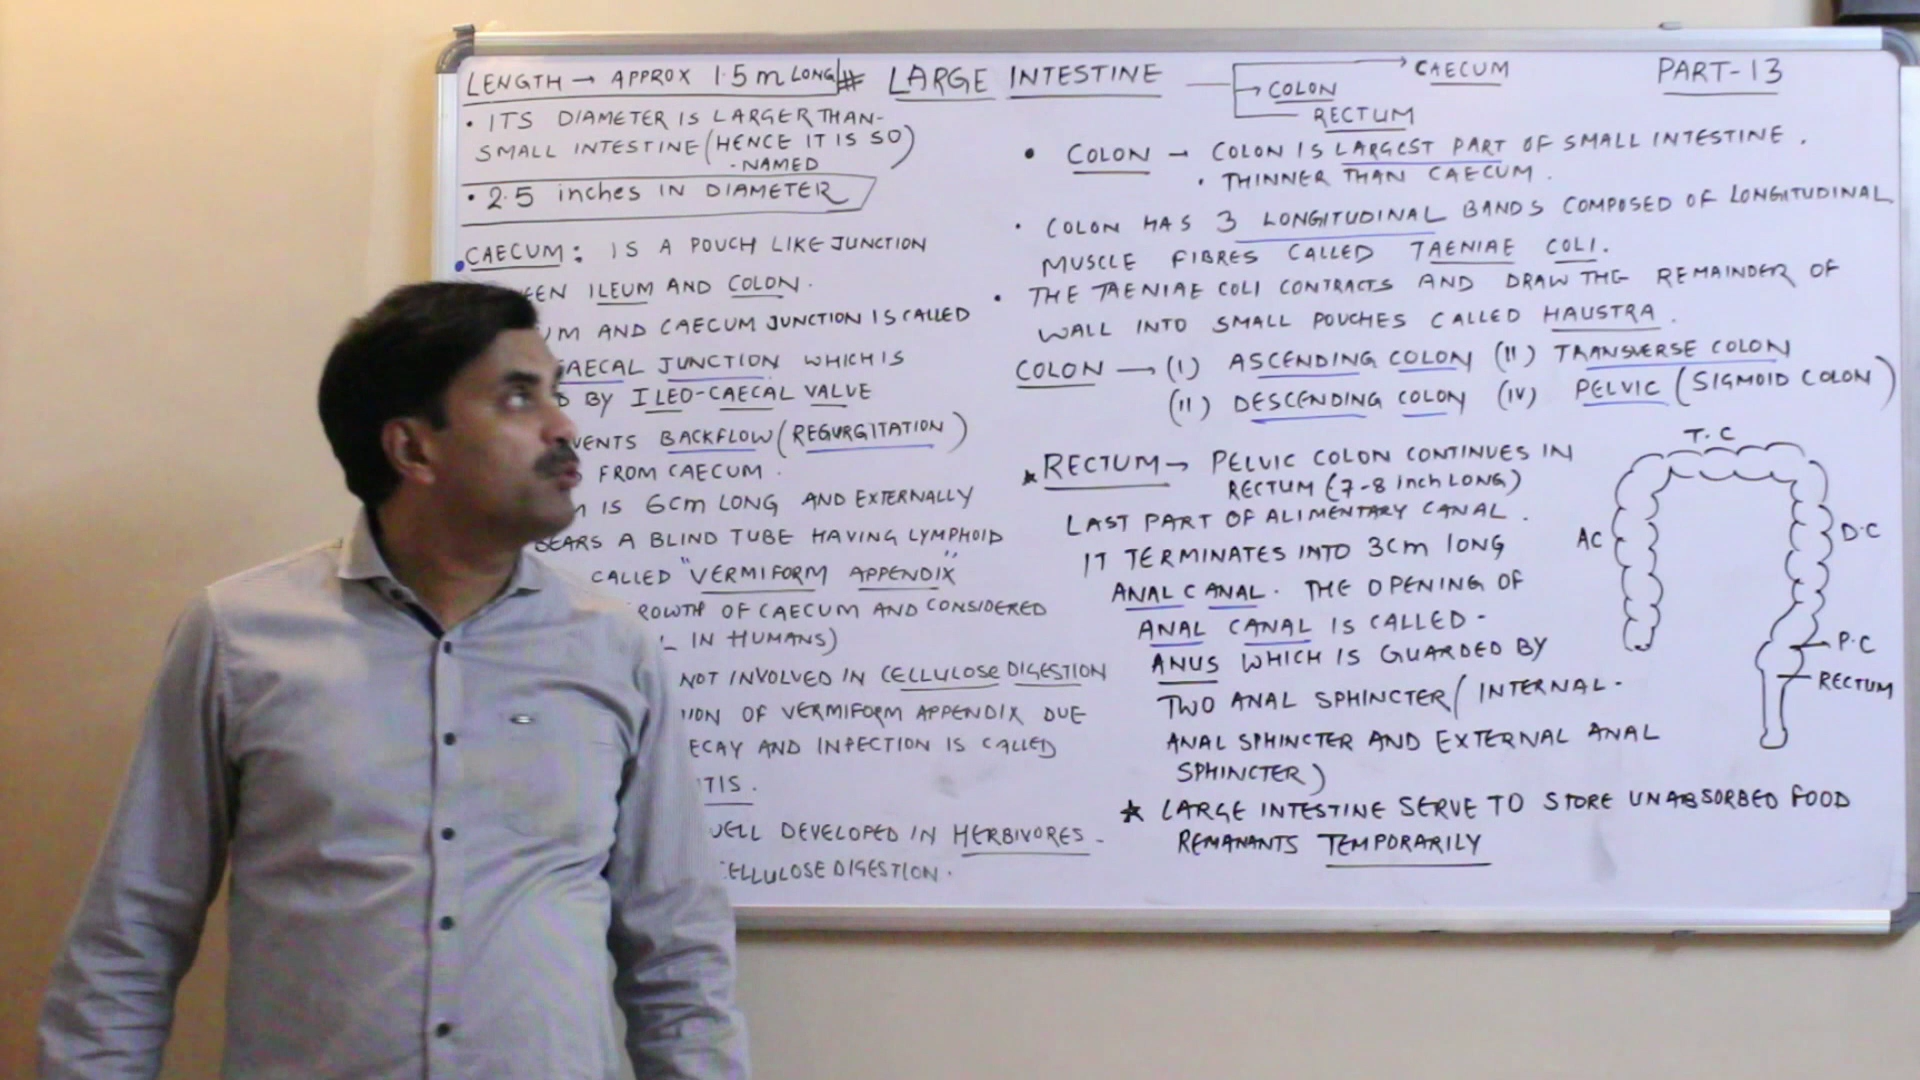 LENGTH → APPROX 1.5 m LONG
# LARGE INTESTINE
CAECUM
COLON
RECTUM
PART-13
• ITS DIAMETER IS LARGER THAN-
SMALL INTESTINE (HENCE IT IS SO)
- NAMED
• 2.5 inches IN DIAMETER
• CAECUM : IS A POUCH LIKE JUNCTION
EEN ILEUM AND COLON.
UM AND CAECUM JUNCTION IS CALLED
CAECAL JUNCTION WHICH IS
D BY ILEO-CAECAL VALVE
VENTS BACKFLOW (REGURGITATION)
FROM CAECUM.
M IS 6cm LONG AND EXTERNALLY
BEARS A BLIND TUBE HAVING LYMPHOID
CALLED "VERMIFORM APPENDIX"
ROWTH OF CAECUM AND CONSIDERED
L IN HUMANS)
NOT INVOLVED IN CELLULOSE DIGESTION
ION OF VERMIFORM APPENDIX DUE
ECAY AND INFECTION IS CALLED
TIS.
WELL DEVELOPED IN HERBIVORES -
CELLULOSE DIGESTION.
• COLON → COLON IS LARGEST PART OF SMALL INTESTINE.
• THINNER THAN CAECUM.
• COLON HAS 3 LONGITUDINAL BANDS COMPOSED OF LONGITUDINAL
MUSCLE FIBRES CALLED TAENIAE COLI.
• THE TAENIAE COLI CONTRACTS AND DRAW THE REMAINDER OF
WALL INTO SMALL POUCHES CALLED HAUSTRA.
COLON → (I) ASCENDING COLON (II) TRANSVERSE COLON
(II) DESCENDING COLON (IV) PELVIC (SIGMOID COLON)
★ RECTUM → PELVIC COLON CONTINUES IN
RECTUM (7-8 inch LONG)
LAST PART OF ALIMENTARY CANAL.
IT TERMINATES INTO 3cm long
ANAL CANAL. THE OPENING OF
ANAL CANAL IS CALLED -
ANUS WHICH IS GUARDED BY
TWO ANAL SPHINCTER (INTERNAL -
ANAL SPHINCTER AND EXTERNAL ANAL
SPHINCTER)
★ LARGE INTESTINE SERVE TO STORE UNABSORBED FOOD
REMANANTS TEMPORARILY
T.C
AC
D.C
P.C
RECTUM